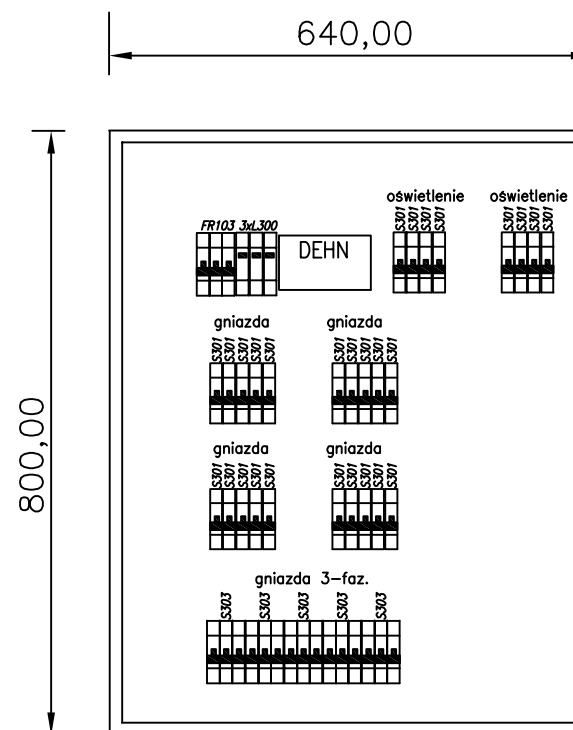 640,00
800,00
oświetlenie oświetlenie
S301 S301 S301 S301 S301 S301 S301 S301
FR103 3xL300
DEHN
gniazda gniazda
S301 S301 S301 S301 S301 S301 S301 S301 S301 S301
gniazda gniazda
S301 S301 S301 S301 S301 S301 S301 S301 S301 S301
gniazda 3-faz.
S303 S303 S303 S303 S303